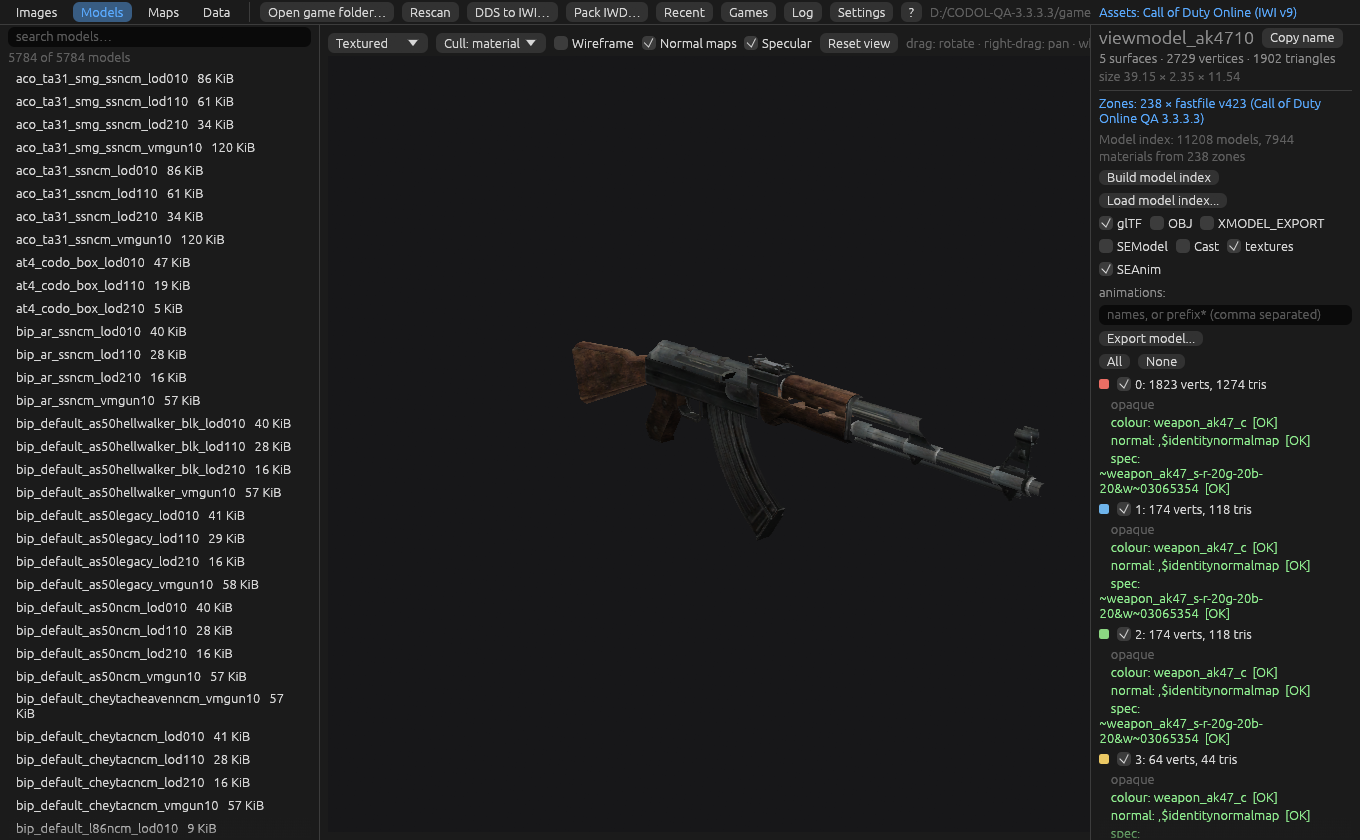 Images Models Maps Data Open game folder... Rescan DDS to IWI... Pack IWD... Recent Games Log Settings ? D:/CODOL-QA-3.3.3.3/game Assets: Call of Duty Online (IWI v9)
search models...
5784 of 5784 models
aco_ta31_smg_ssncm_lod010 86 KiB
aco_ta31_smg_ssncm_lod110 61 KiB
aco_ta31_smg_ssncm_lod210 34 KiB
aco_ta31_smg_ssncm_vmgun10 120 KiB
aco_ta31_ssncm_lod010 86 KiB
aco_ta31_ssncm_lod110 61 KiB
aco_ta31_ssncm_lod210 34 KiB
aco_ta31_ssncm_vmgun10 120 KiB
at4_codo_box_lod010 47 KiB
at4_codo_box_lod110 19 KiB
at4_codo_box_lod210 5 KiB
bip_ar_ssncm_lod010 40 KiB
bip_ar_ssncm_lod110 28 KiB
bip_ar_ssncm_lod210 16 KiB
bip_ar_ssncm_vmgun10 57 KiB
bip_default_as50hellwalker_blk_lod010 40 KiB
bip_default_as50hellwalker_blk_lod110 28 KiB
bip_default_as50hellwalker_blk_lod210 16 KiB
bip_default_as50hellwalker_vmgun10 57 KiB
bip_default_as50legacy_lod010 41 KiB
bip_default_as50legacy_lod110 29 KiB
bip_default_as50legacy_lod210 16 KiB
bip_default_as50legacy_vmgun10 58 KiB
bip_default_as50ncm_lod010 40 KiB
bip_default_as50ncm_lod110 28 KiB
bip_default_as50ncm_lod210 16 KiB
bip_default_as50ncm_vmgun10 57 KiB
bip_default_cheytacheavenncm_vmgun10 57
KiB
bip_default_cheytacncm_lod010 41 KiB
bip_default_cheytacncm_lod110 28 KiB
bip_default_cheytacncm_lod210 16 KiB
bip_default_cheytacncm_vmgun10 57 KiB
bip_default_l86ncm_lod010 9 KiB
Textured Cull: material Wireframe Normal maps Specular Reset view drag: rotate · right-drag: pan · wl
viewmodel_ak4710 Copy name
5 surfaces · 2729 vertices · 1902 triangles
size 39.15 × 2.35 × 11.54
Zones: 238 × fastfile v423 (Call of Duty
Online QA 3.3.3.3)
Model index: 11208 models, 7944
materials from 238 zones
Build model index
Load model index...
glTF OBJ XMODEL_EXPORT
SEModel Cast textures
SEAnim
animations:
names, or prefix* (comma separated)
Export model...
All None
0: 1823 verts, 1274 tris
opaque
colour: weapon_ak47_c [OK]
normal: ,$identitynormalmap [OK]
spec:
~weapon_ak47_s-r-20g-20b-
20&w~03065354 [OK]
1: 174 verts, 118 tris
opaque
colour: weapon_ak47_c [OK]
normal: ,$identitynormalmap [OK]
spec:
~weapon_ak47_s-r-20g-20b-
20&w~03065354 [OK]
2: 174 verts, 118 tris
opaque
colour: weapon_ak47_c [OK]
normal: ,$identitynormalmap [OK]
spec:
~weapon_ak47_s-r-20g-20b-
20&w~03065354 [OK]
3: 64 verts, 44 tris
opaque
colour: weapon_ak47_c [OK]
normal: ,$identitynormalmap [OK]
spec: